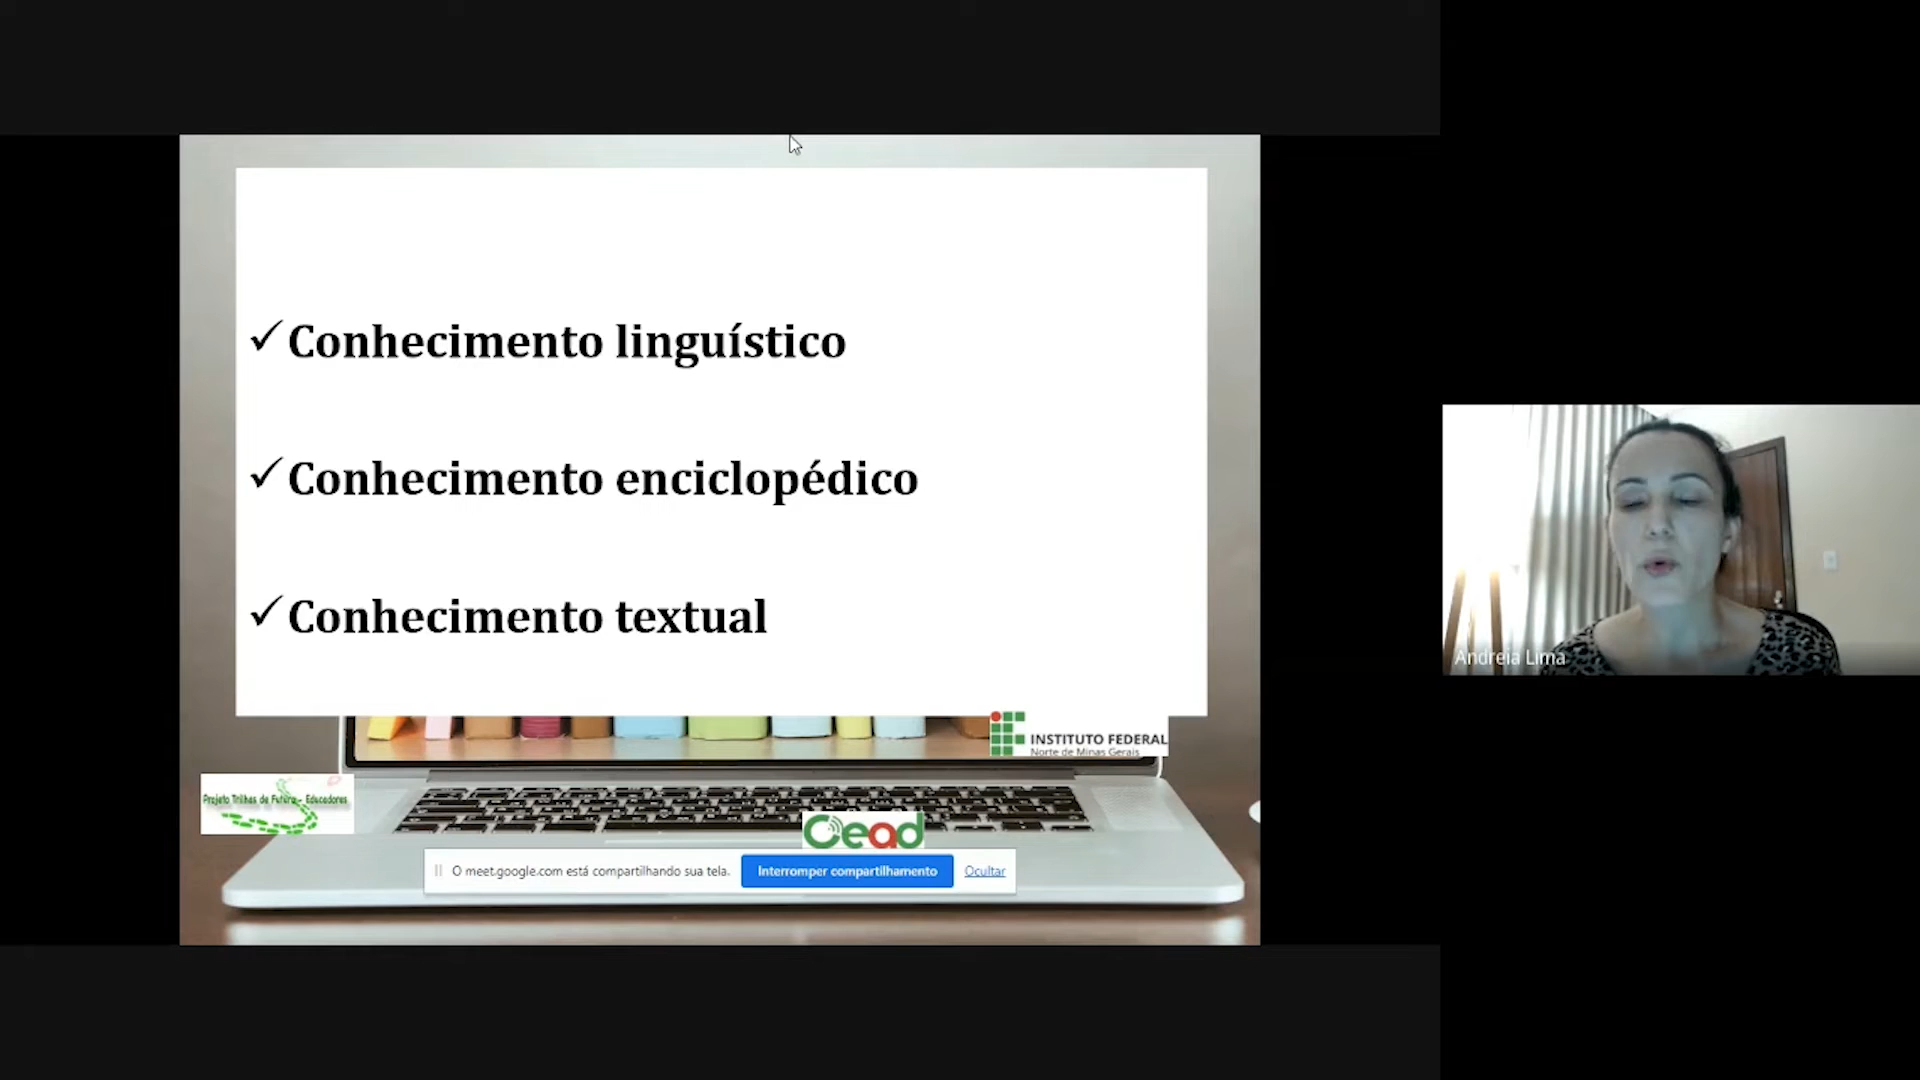 ✓Conhecimento linguístico
✓Conhecimento enciclopédico
✓Conhecimento textual
Andreia Lima
INSTITUTO FEDERAL
Norte de Minas Gerais
Projeto Trilhas de Futuro - Educadores
Cead
O meet.google.com está compartilhando sua tela.
Interromper compartilhamento
Ocultar